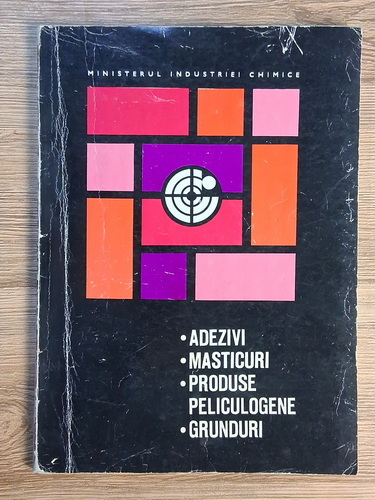 MINISTERUL INDUSTRIEI CHIMICE
• ADEZIVI
• MASTICURI
• PRODUSE
PELICULOGENE
• GRUNDURI